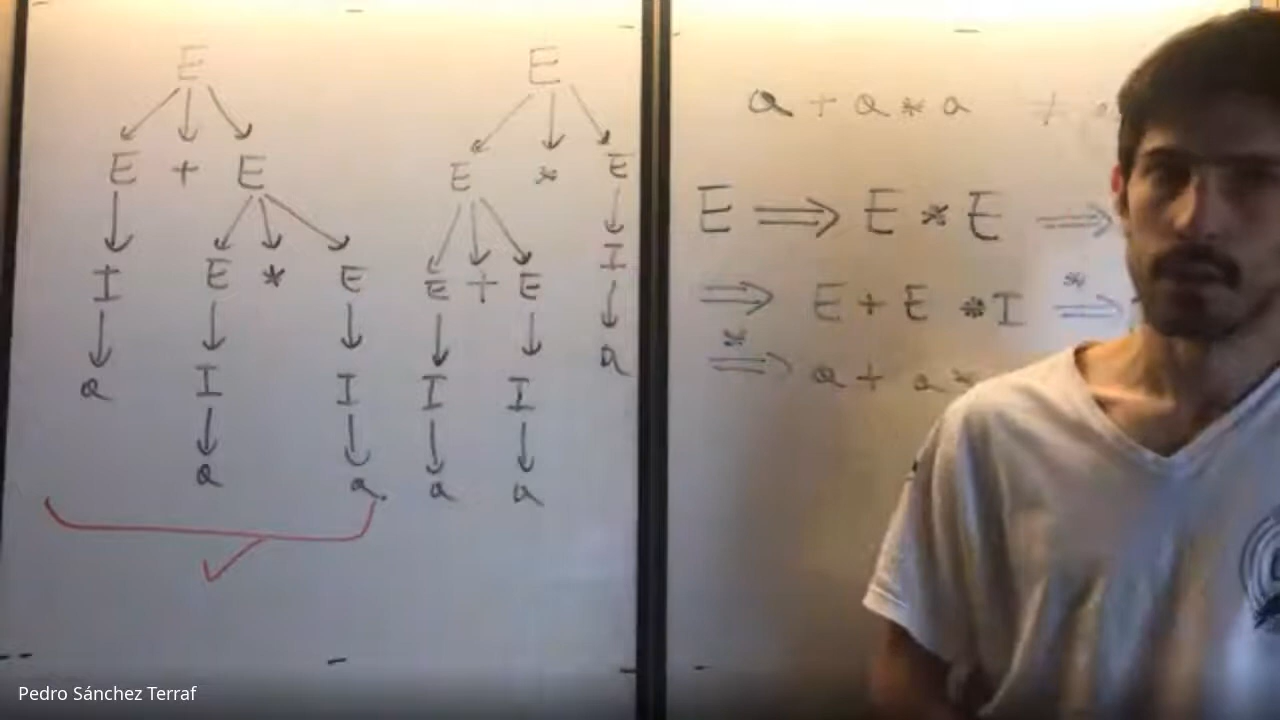 E
E + E
I E * E
a I I
a a
E
E * E
E + E I
I I a
a a
a + a * a ≠
E ⟹ E * E ⟹
⟹ E + E * I *⟹
*⟹ a + a *
Pedro Sánchez Terraf